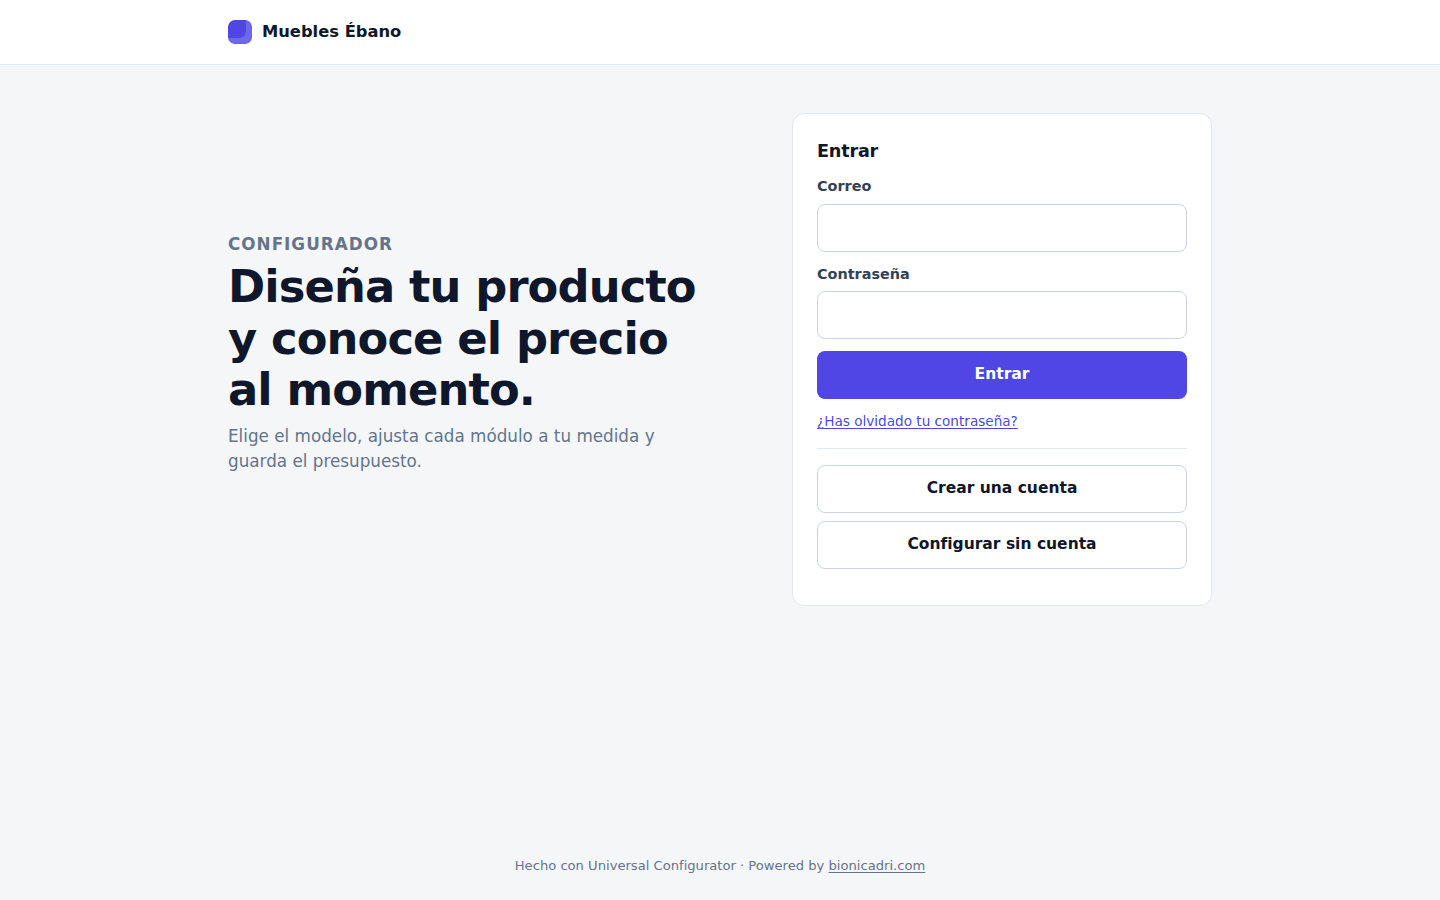 Muebles Ébano
CONFIGURADOR
Diseña tu producto
y conoce el precio
al momento.
Elige el modelo, ajusta cada módulo a tu medida y
guarda el presupuesto.
Entrar
Correo
Contraseña
Entrar
¿Has olvidado tu contraseña?
Crear una cuenta
Configurar sin cuenta
Hecho con Universal Configurator · Powered by bionicadri.com